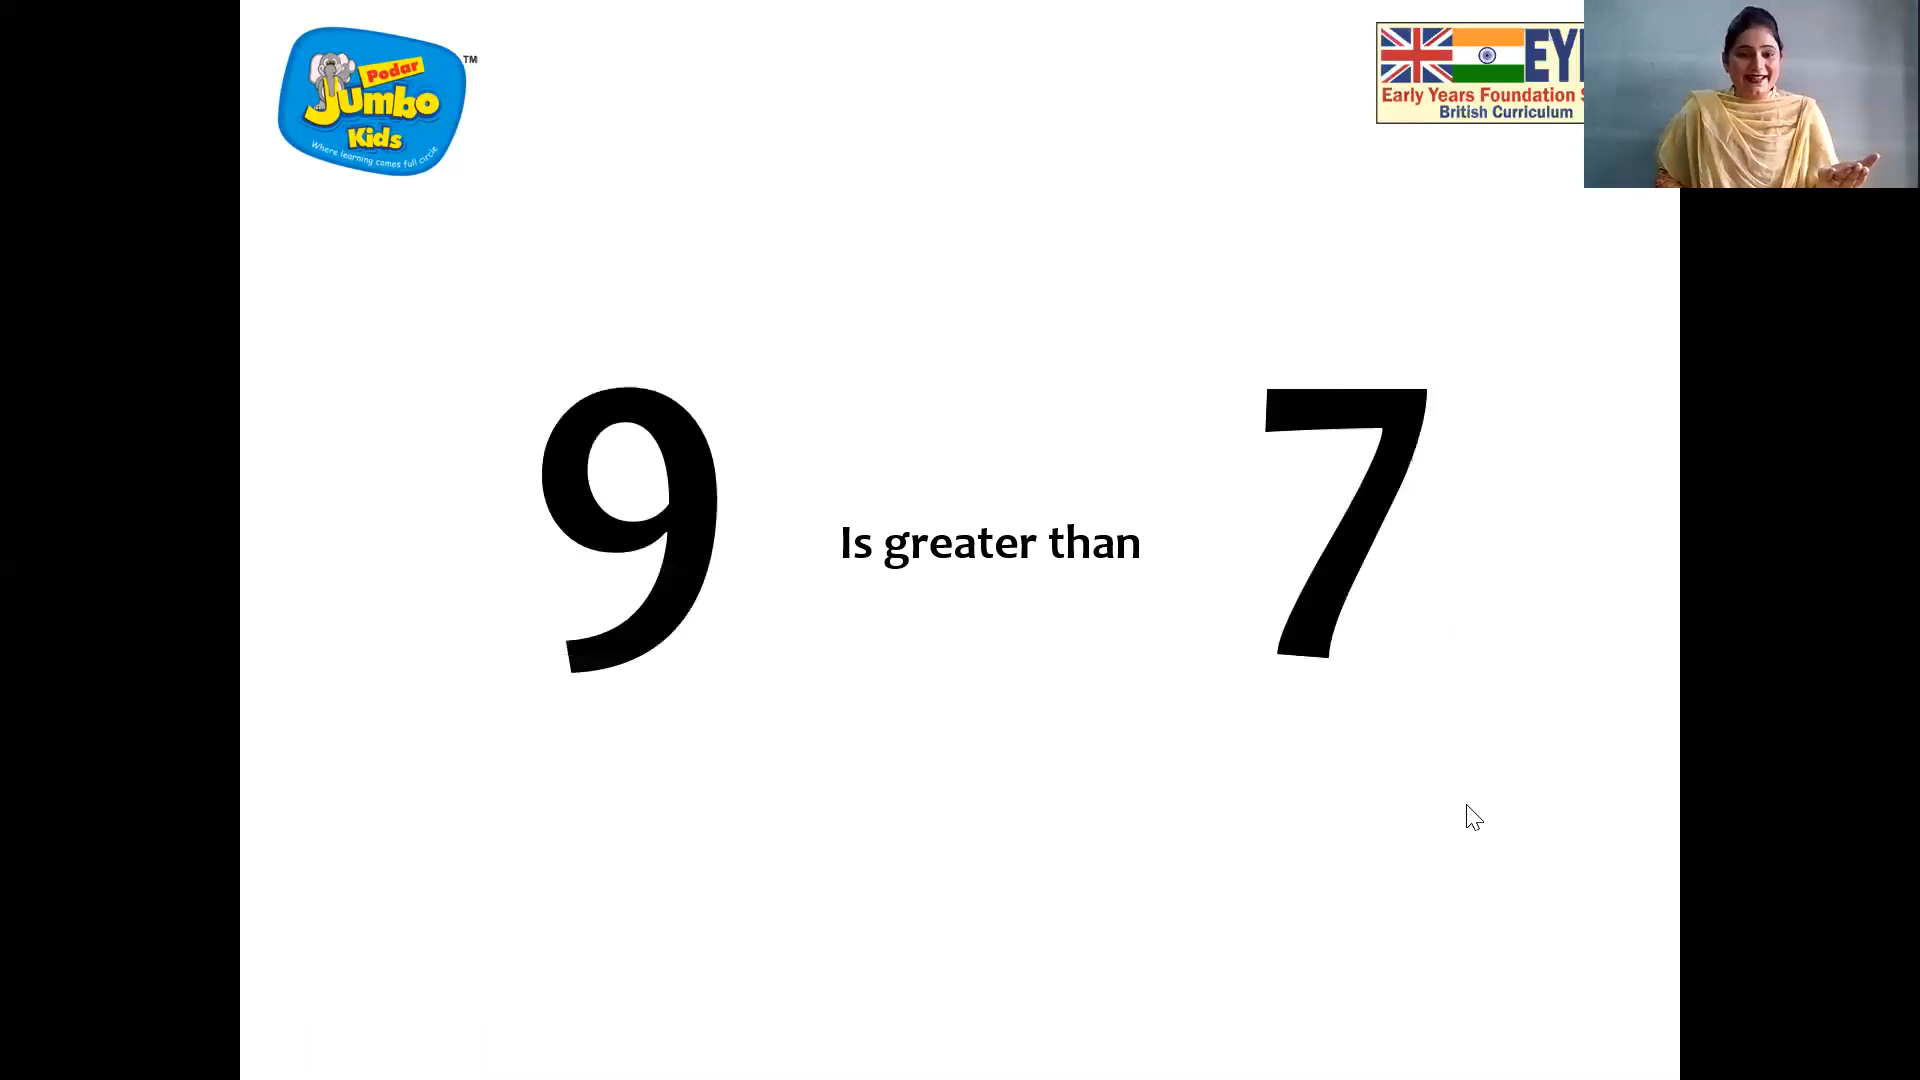 Podar
Jumbo
Kids
TM
Where learning comes full circle
EY
Early Years Foundation
British Curriculum
9 Is greater than 7